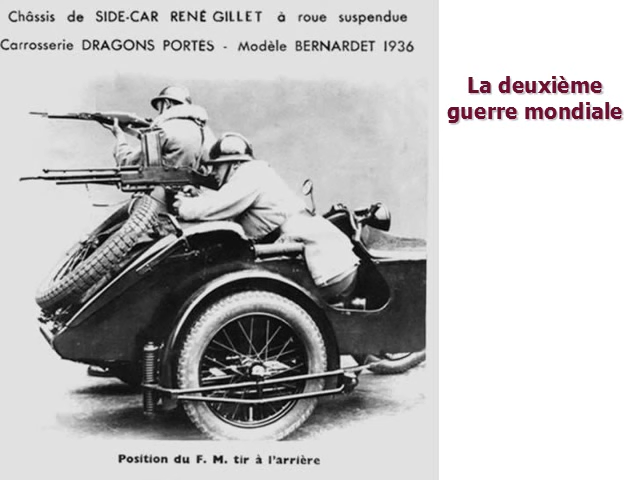 Châssis de SIDE-CAR RENÉ GILLET à roue suspendue
Carrosserie DRAGONS PORTÉS - Modèle BERNARDET 1936
La deuxième
guerre mondiale
Position du F. M. tir à l'arrière